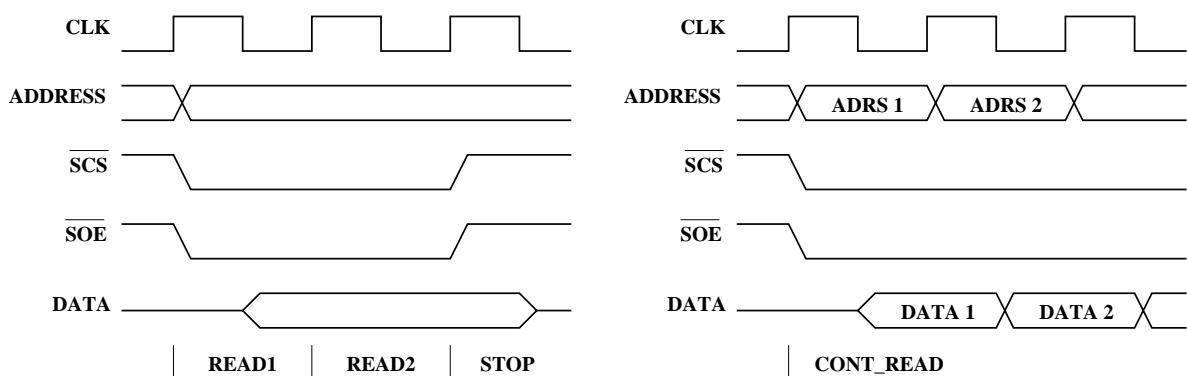 CLK
ADDRESS
SCS
SOE
DATA
READ1 READ2 STOP
CLK
ADDRESS ADRS 1 ADRS 2
SCS
SOE
DATA DATA 1 DATA 2
CONT_READ